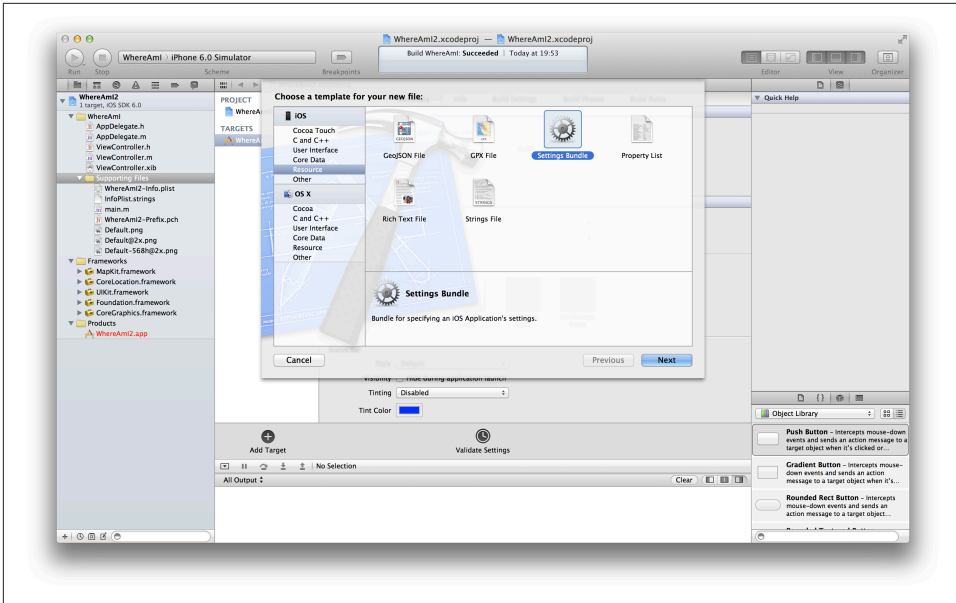 WhereAmI2.xcodeproj — WhereAmI2.xcodeproj
WhereAmI > iPhone 6.0 Simulator
Build WhereAmI: Succeeded | Today at 19:53
Run Stop Scheme Breakpoints Editor View Organizer
WhereAmI2
1 target, iOS SDK 6.0
WhereAmI
AppDelegate.h
AppDelegate.m
ViewController.h
ViewController.m
ViewController.xib
Supporting Files
WhereAmI2-Info.plist
InfoPlist.strings
main.m
WhereAmI2-Prefix.pch
Default.png
Default@2x.png
Default-568h@2x.png
Frameworks
MapKit.framework
CoreLocation.framework
UIKit.framework
Foundation.framework
CoreGraphics.framework
Products
WhereAmI2.app
PROJECT
WhereA
TARGETS
WhereA
Choose a template for your new file:
iOS
Cocoa Touch
C and C++
User Interface
Core Data
Resource
Other
OS X
Cocoa
C and C++
User Interface
Core Data
Resource
Other
GEOJSON
GeoJSON File
GPX File
Settings Bundle
Property List
Rich Text File
STRINGS
Strings File
Settings Bundle
Bundle for specifying an iOS Application's settings.
Cancel
Previous
Next
Visibility Hide during application launch
Tinting Disabled
Tint Color
Add Target
Validate Settings
No Selection
All Output
Clear
Quick Help
Object Library
Push Button – Intercepts mouse-down
events and sends an action message to a
target object when it's clicked or...
Gradient Button – Intercepts mouse-
down events and sends an action
message to a target object when it's...
Rounded Rect Button – Intercepts
mouse-down events and sends an
action message to a target object...